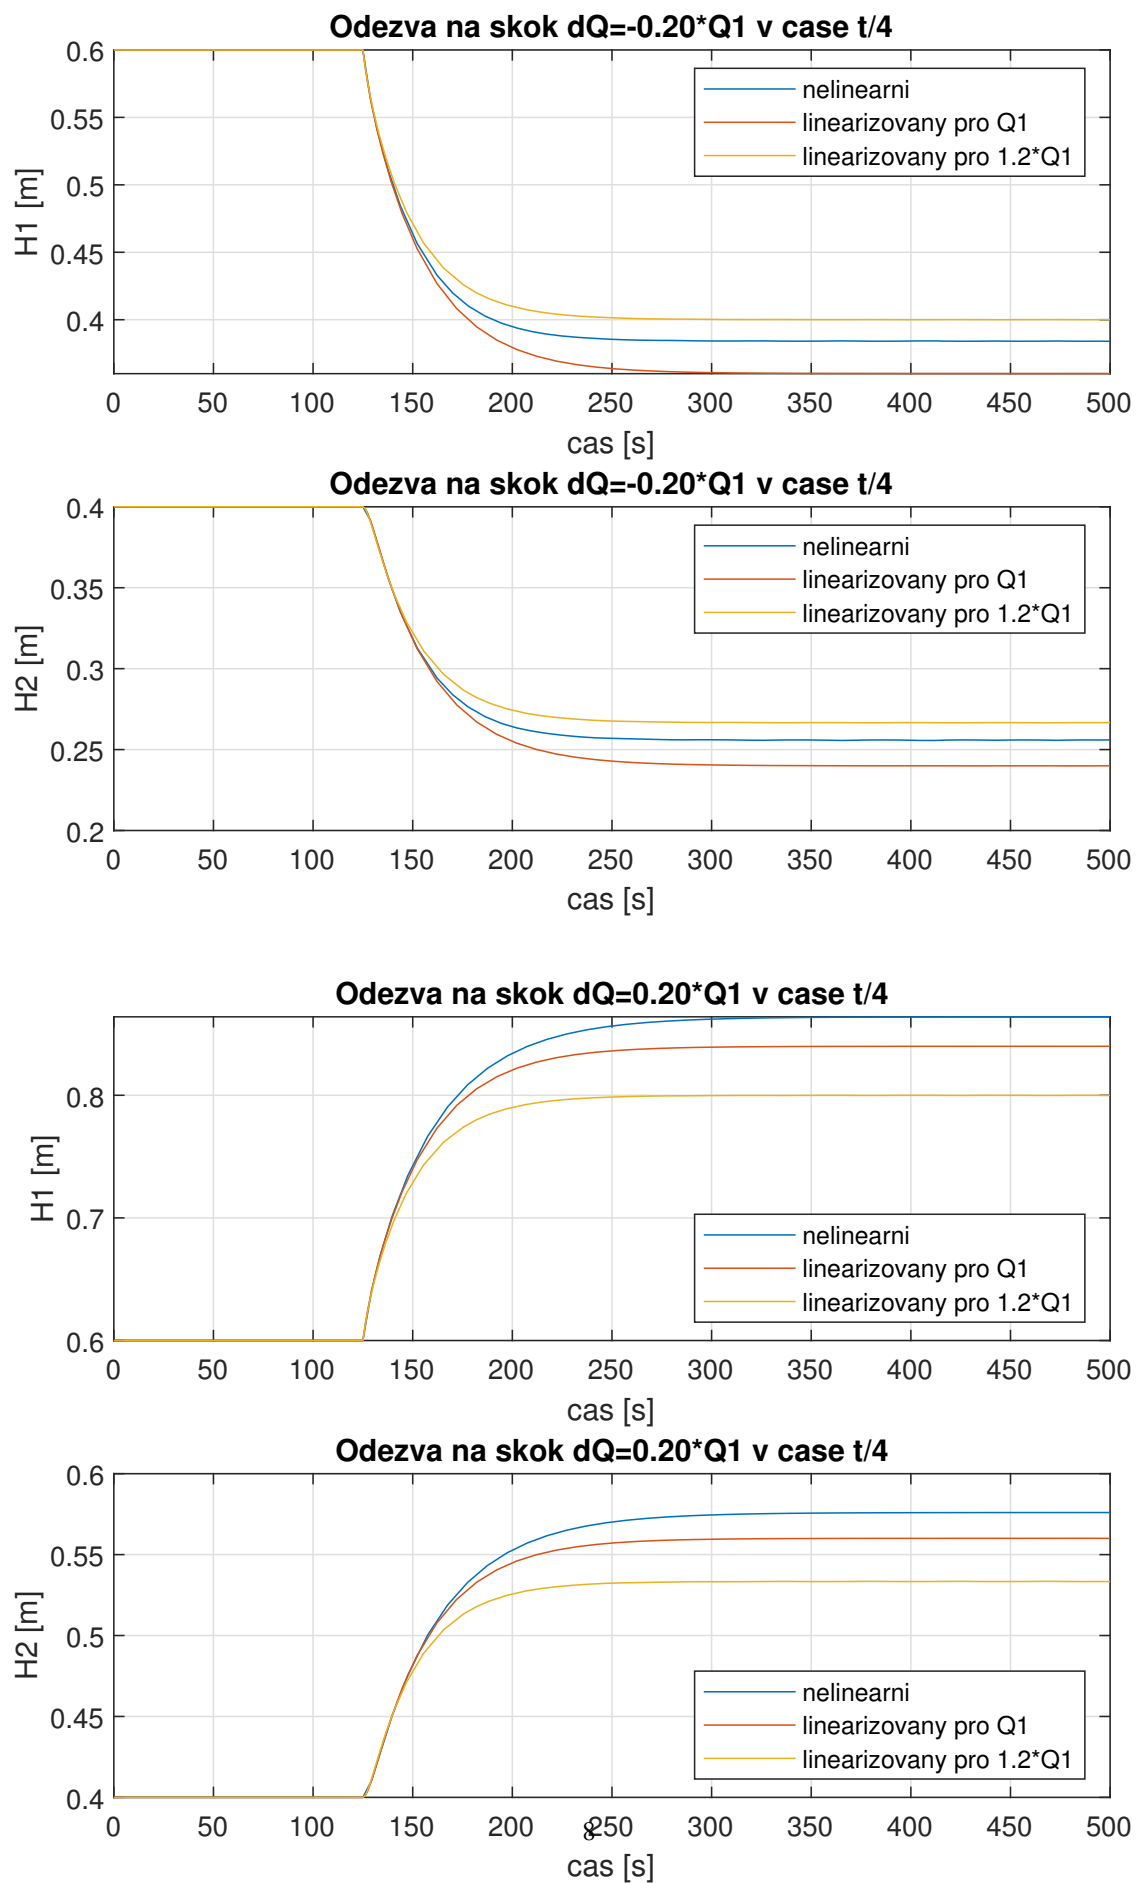 Odezva na skok dQ=-0.20*Q1 v case t/4
0.6
0.55
0.5
0.45
0.4
H1 [m]
nelinearni
linearizovany pro Q1
linearizovany pro 1.2*Q1
0 50 100 150 200 250 300 350 400 450 500
cas [s]
Odezva na skok dQ=-0.20*Q1 v case t/4
0.4
0.35
0.3
0.25
0.2
H2 [m]
nelinearni
linearizovany pro Q1
linearizovany pro 1.2*Q1
0 50 100 150 200 250 300 350 400 450 500
cas [s]
Odezva na skok dQ=0.20*Q1 v case t/4
0.8
0.7
0.6
H1 [m]
nelinearni
linearizovany pro Q1
linearizovany pro 1.2*Q1
0 50 100 150 200 250 300 350 400 450 500
cas [s]
Odezva na skok dQ=0.20*Q1 v case t/4
0.6
0.55
0.5
0.45
0.4
H2 [m]
nelinearni
linearizovany pro Q1
linearizovany pro 1.2*Q1
0 50 100 150 200 250 300 350 400 450 500
8
cas [s]